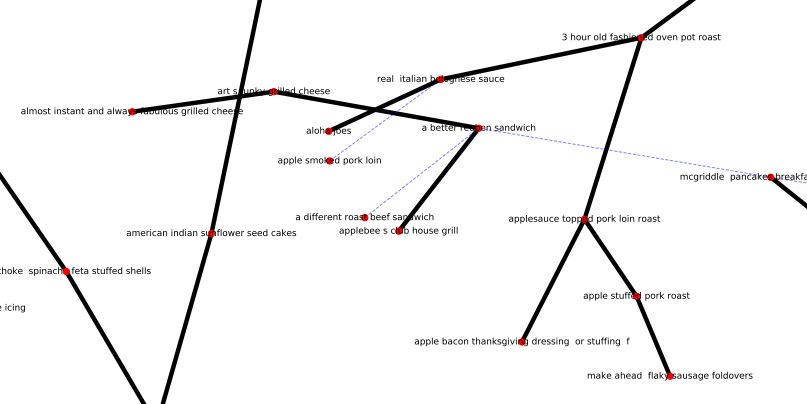 3 hour old fashioned oven pot roast
real  italian bolognese sauce
art spunky grilled cheese
almost instant and always fabulous grilled cheese
aloha joes
a better reuben sandwich
apple smoked pork loin
mcgriddle  pancake breakfa
a different roast beef sandwich
applesauce topped pork loin roast
applebee s club house grill
american indian sunflower seed cakes
choke  spinach  feta stuffed shells
apple stuffed pork roast
e icing
apple bacon thanksgiving dressing  or stuffing  f
make ahead  flaky sausage foldovers